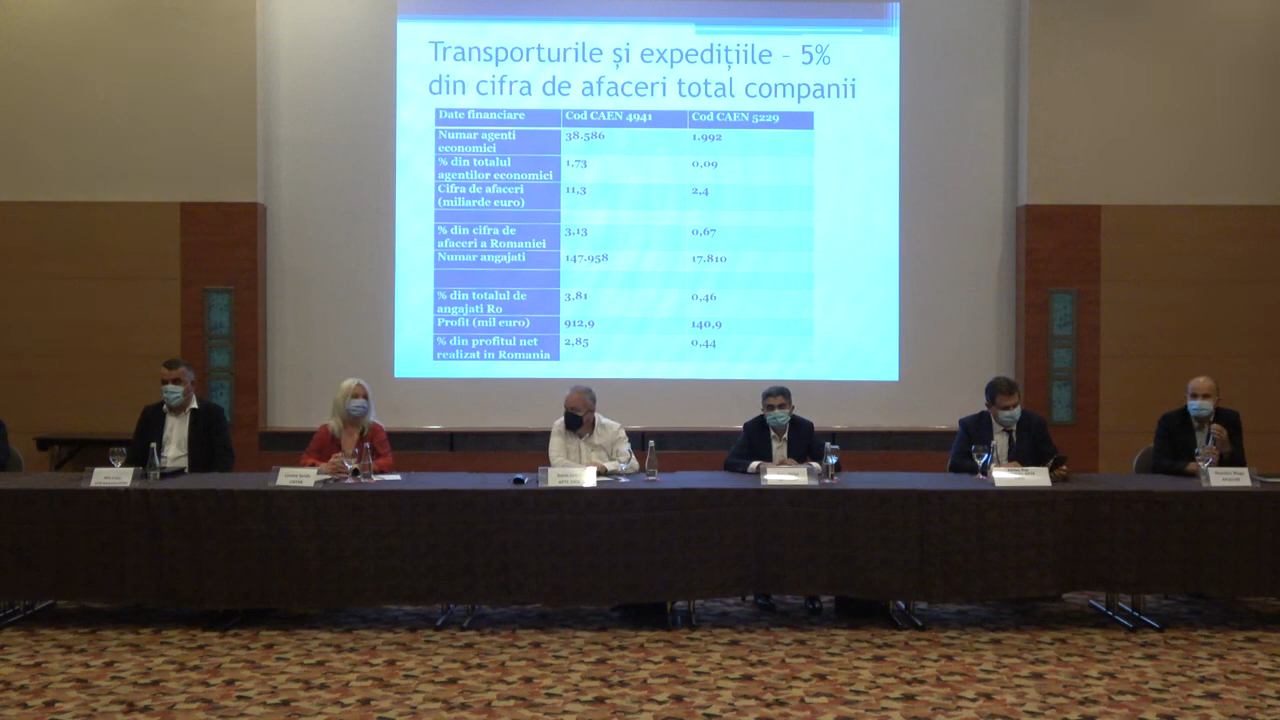 Transporturile și expedițiile – 5%
din cifra de afaceri total companii
Date financiare Cod CAEN 4941 Cod CAEN 5229
Numar agenti economici 38.586 1.992
% din totalul agentilor economici 1,73 0,09
Cifra de afaceri (miliarde euro) 11,3 2,4
% din cifra de afaceri a Romaniei 3,13 0,67
Numar angajati 147.958 17.810
% din totalul de angajati Ro 3,81 0,46
Profit (mil euro) 912,9 140,9
% din profitul net realizat in Romania 2,85 0,44